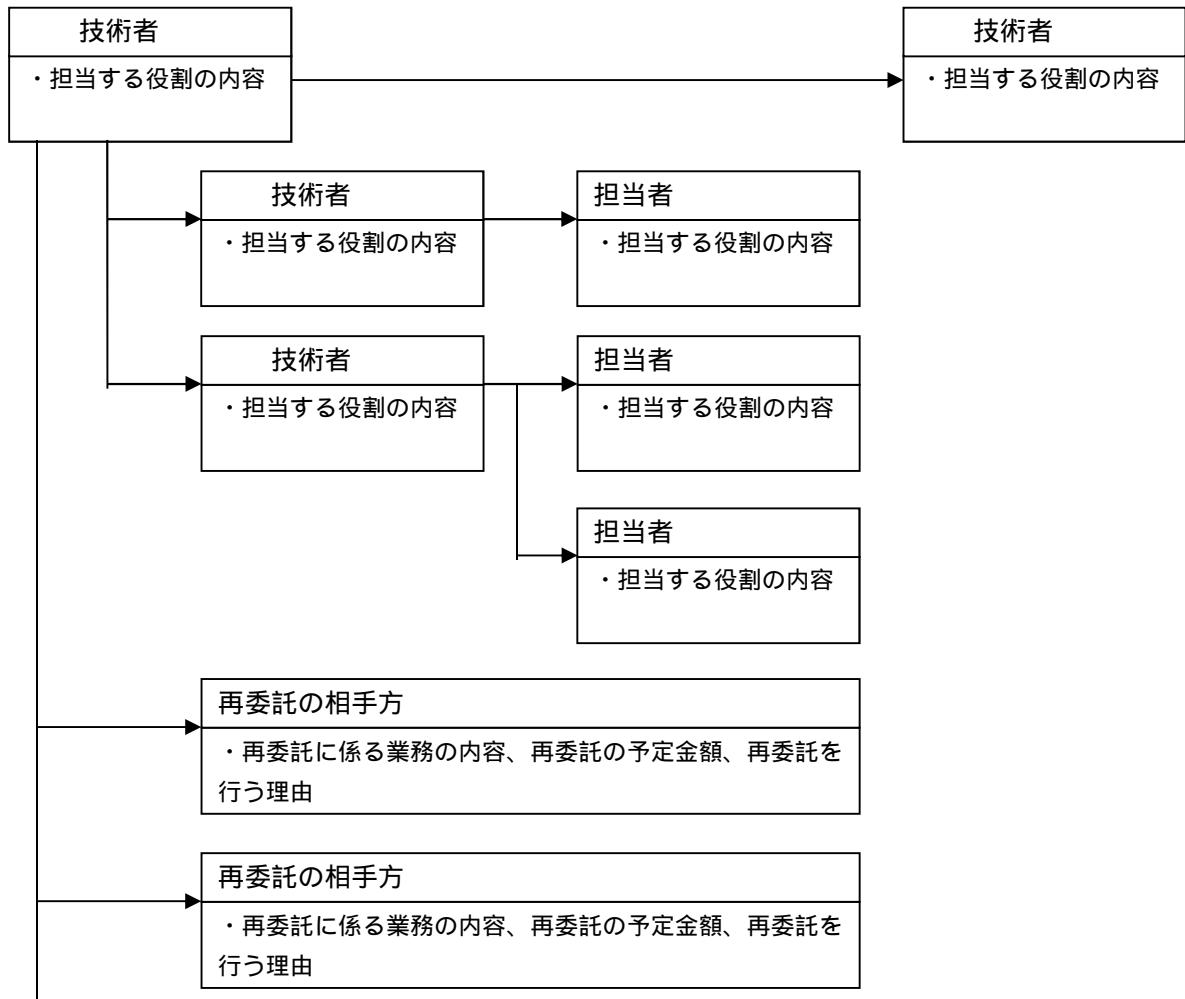 技術者
・担当する役割の内容
技術者
・担当する役割の内容
技術者
・担当する役割の内容
担当者
・担当する役割の内容
技術者
・担当する役割の内容
担当者
・担当する役割の内容
担当者
・担当する役割の内容
再委託の相手方
・再委託に係る業務の内容、再委託の予定金額、再委託を
行う理由
再委託の相手方
・再委託に係る業務の内容、再委託の予定金額、再委託を
行う理由